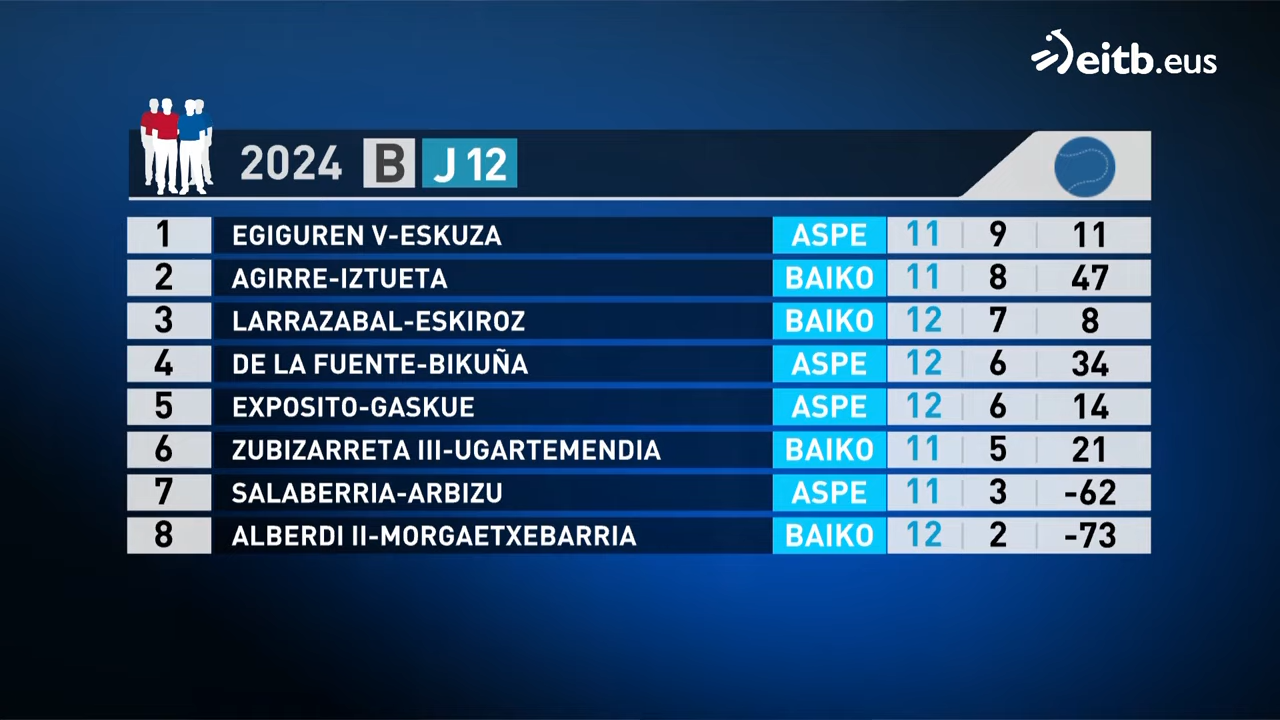 eitb.eus
2024 B J 12
1 EGIGUREN V-ESKUZA ASPE 11 9 11
2 AGIRRE-IZTUETA BAIKO 11 8 47
3 LARRAZABAL-ESKIROZ BAIKO 12 7 8
4 DE LA FUENTE-BIKUÑA ASPE 12 6 34
5 EXPOSITO-GASKUE ASPE 12 6 14
6 ZUBIZARRETA III-UGARTEMENDIA BAIKO 11 5 21
7 SALABERRIA-ARBIZU ASPE 11 3 -62
8 ALBERDI II-MORGAETXEBARRIA BAIKO 12 2 -73